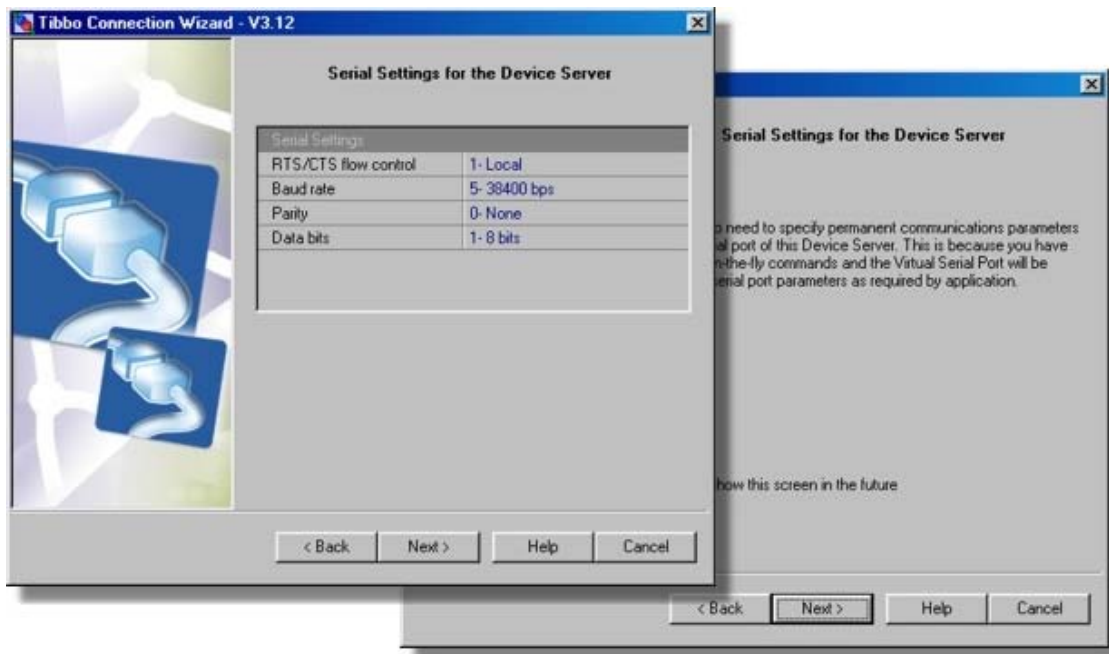 Tibbo Connection Wizard - V3.12
Serial Settings for the Device Server
Serial Settings
RTS/CTS flow control 1- Local
Baud rate 5- 38400 bps
Parity 0- None
Data bits 1- 8 bits
< Back Next > Help Cancel
Serial Settings for the Device Server
need to specify permanent communications parameters
port of this Device Server. This is because you have
n-the-fly commands and the Virtual Serial Port will be
serial port parameters as required by application.
how this screen in the future
< Back Next > Help Cancel